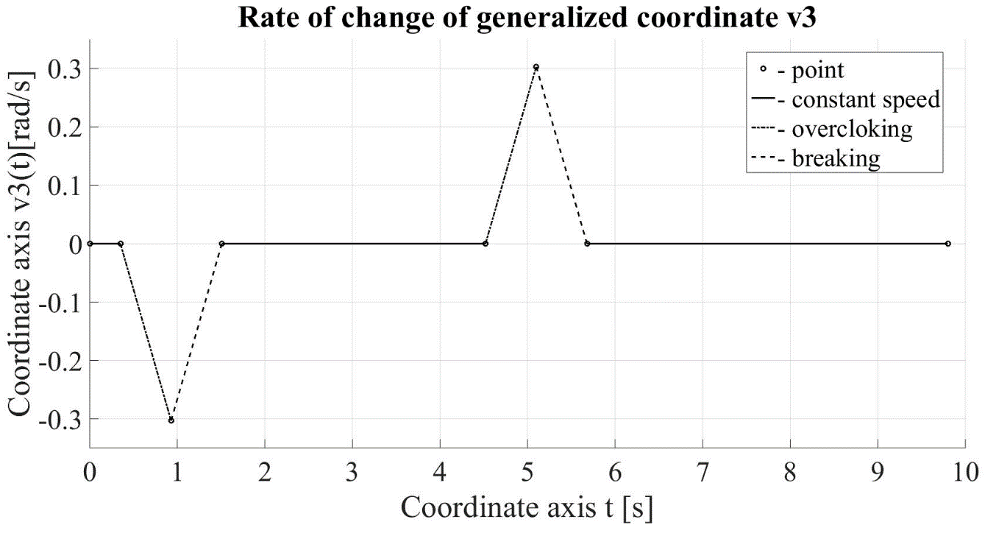 Rate of change of generalized coordinate v3
Coordinate axis v3(t)[rad/s]
0.3
0.2
0.1
0
-0.1
-0.2
-0.3
- point
- constant speed
- overcloking
- breaking
0 1 2 3 4 5 6 7 8 9 10
Coordinate axis t [s]